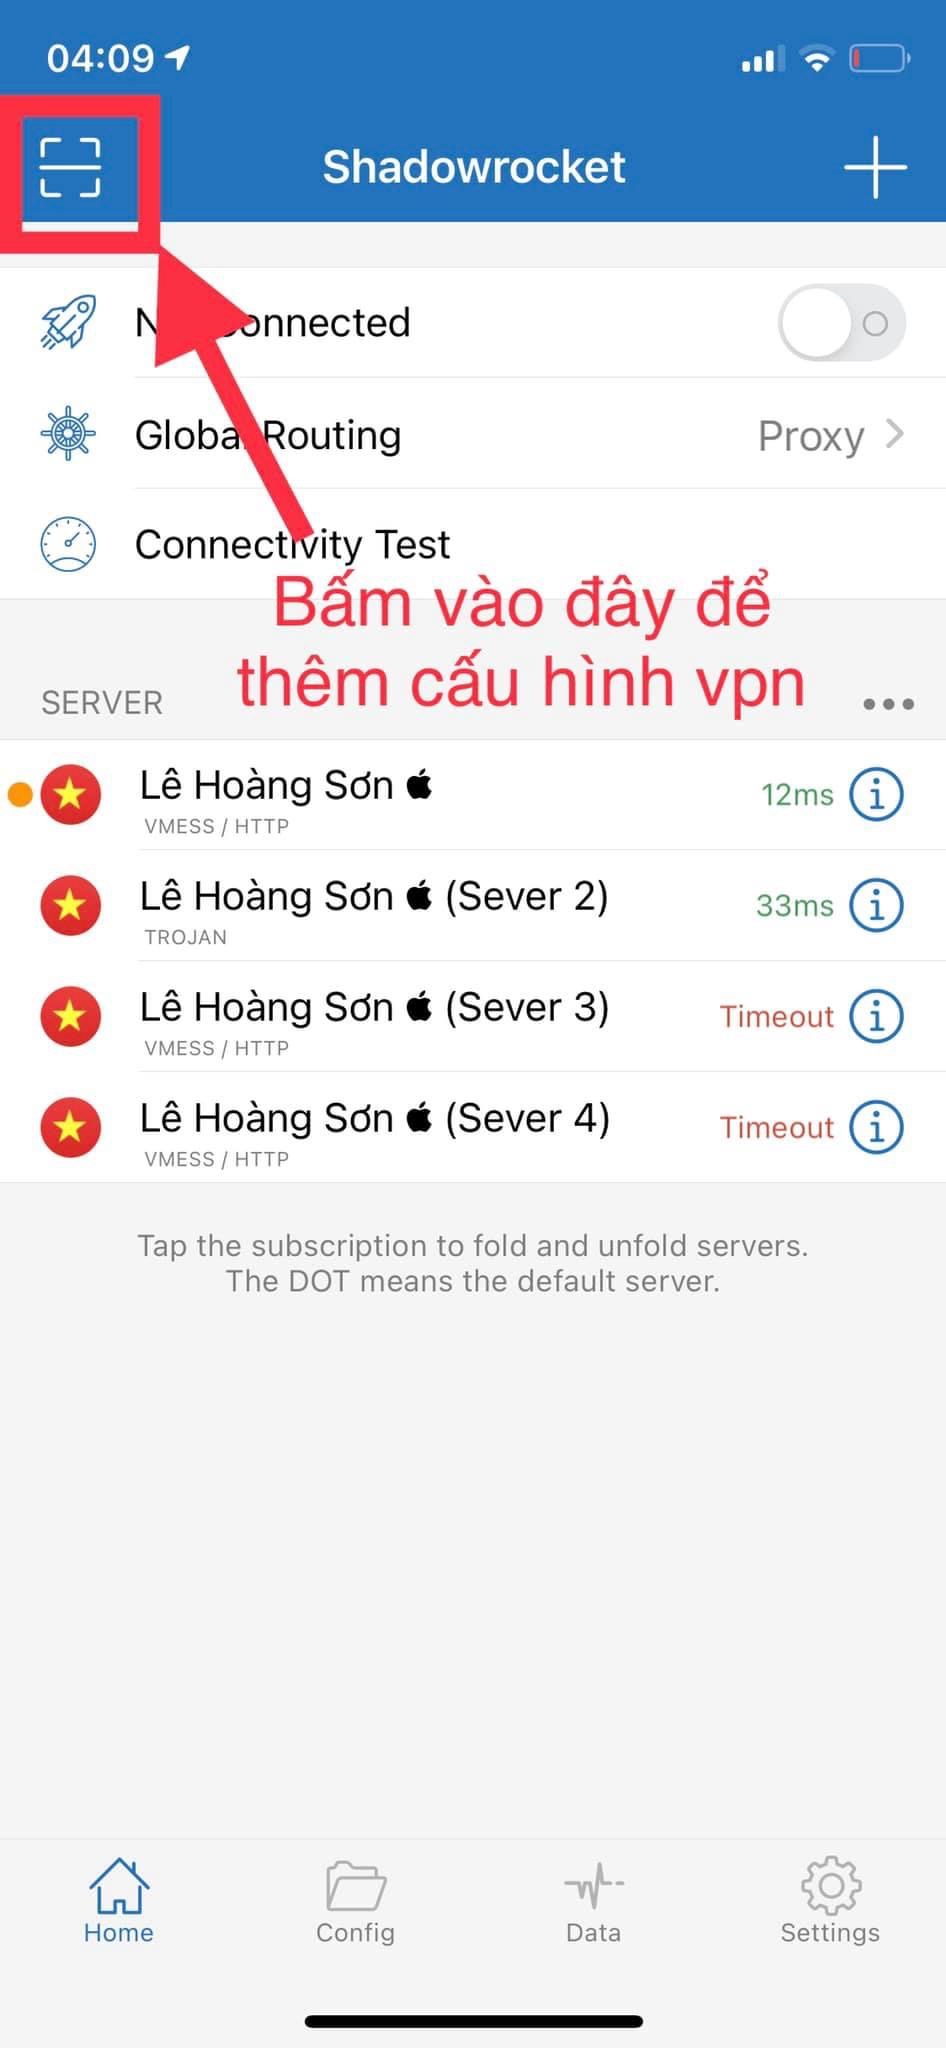 04:09
Shadowrocket
onnected
Global Routing
Proxy
Connectivity Test
Bấm vào đây để
thêm cấu hình vpn
SERVER
Lê Hoàng Sơn
12ms
VMESS / HTTP
Lê Hoàng Sơn (Sever 2)
33ms
TROJAN
Lê Hoàng Sơn (Sever 3)
Timeout
VMESS / HTTP
Lê Hoàng Sơn (Sever 4)
Timeout
VMESS / HTTP
Tap the subscription to fold and unfold servers.
The DOT means the default server.
Home
Config
Data
Settings